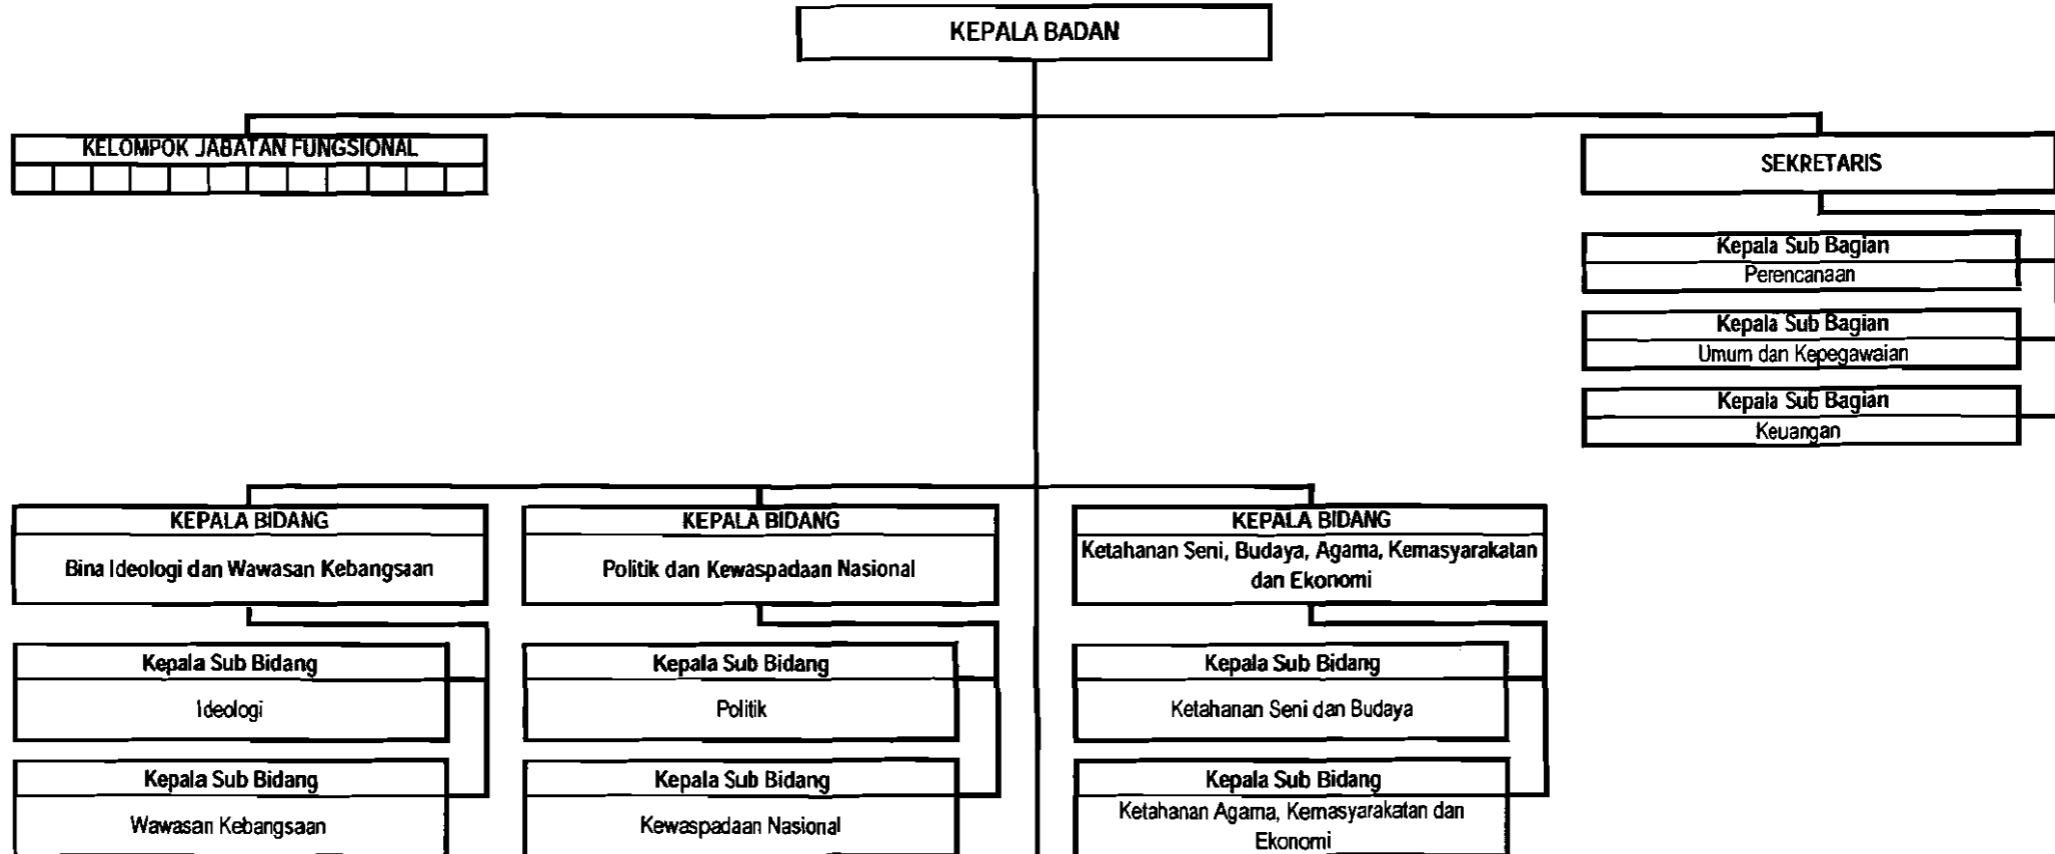 KEPALA BADAN
KELOMPOK JABATAN FUNGSIONAL
SEKRETARIS
Kepala Sub Bagian
Perencanaan
Kepala Sub Bagian
Umum dan Kepegawaian
Kepala Sub Bagian
Keuangan
KEPALA BIDANG
Bina Ideologi dan Wawasan Kebangsaan
KEPALA BIDANG
Politik dan Kewaspadaan Nasional
KEPALA BIDANG
Ketahanan Seni, Budaya, Agama, Kemasyarakatan
dan Ekonomi
Kepala Sub Bidang
Ideologi
Kepala Sub Bidang
Politik
Kepala Sub Bidang
Ketahanan Seni dan Budaya
Kepala Sub Bidang
Wawasan Kebangsaan
Kepala Sub Bidang
Kewaspadaan Nasional
Kepala Sub Bidang
Ketahanan Agama, Kemasyarakatan dan
Ekonomi